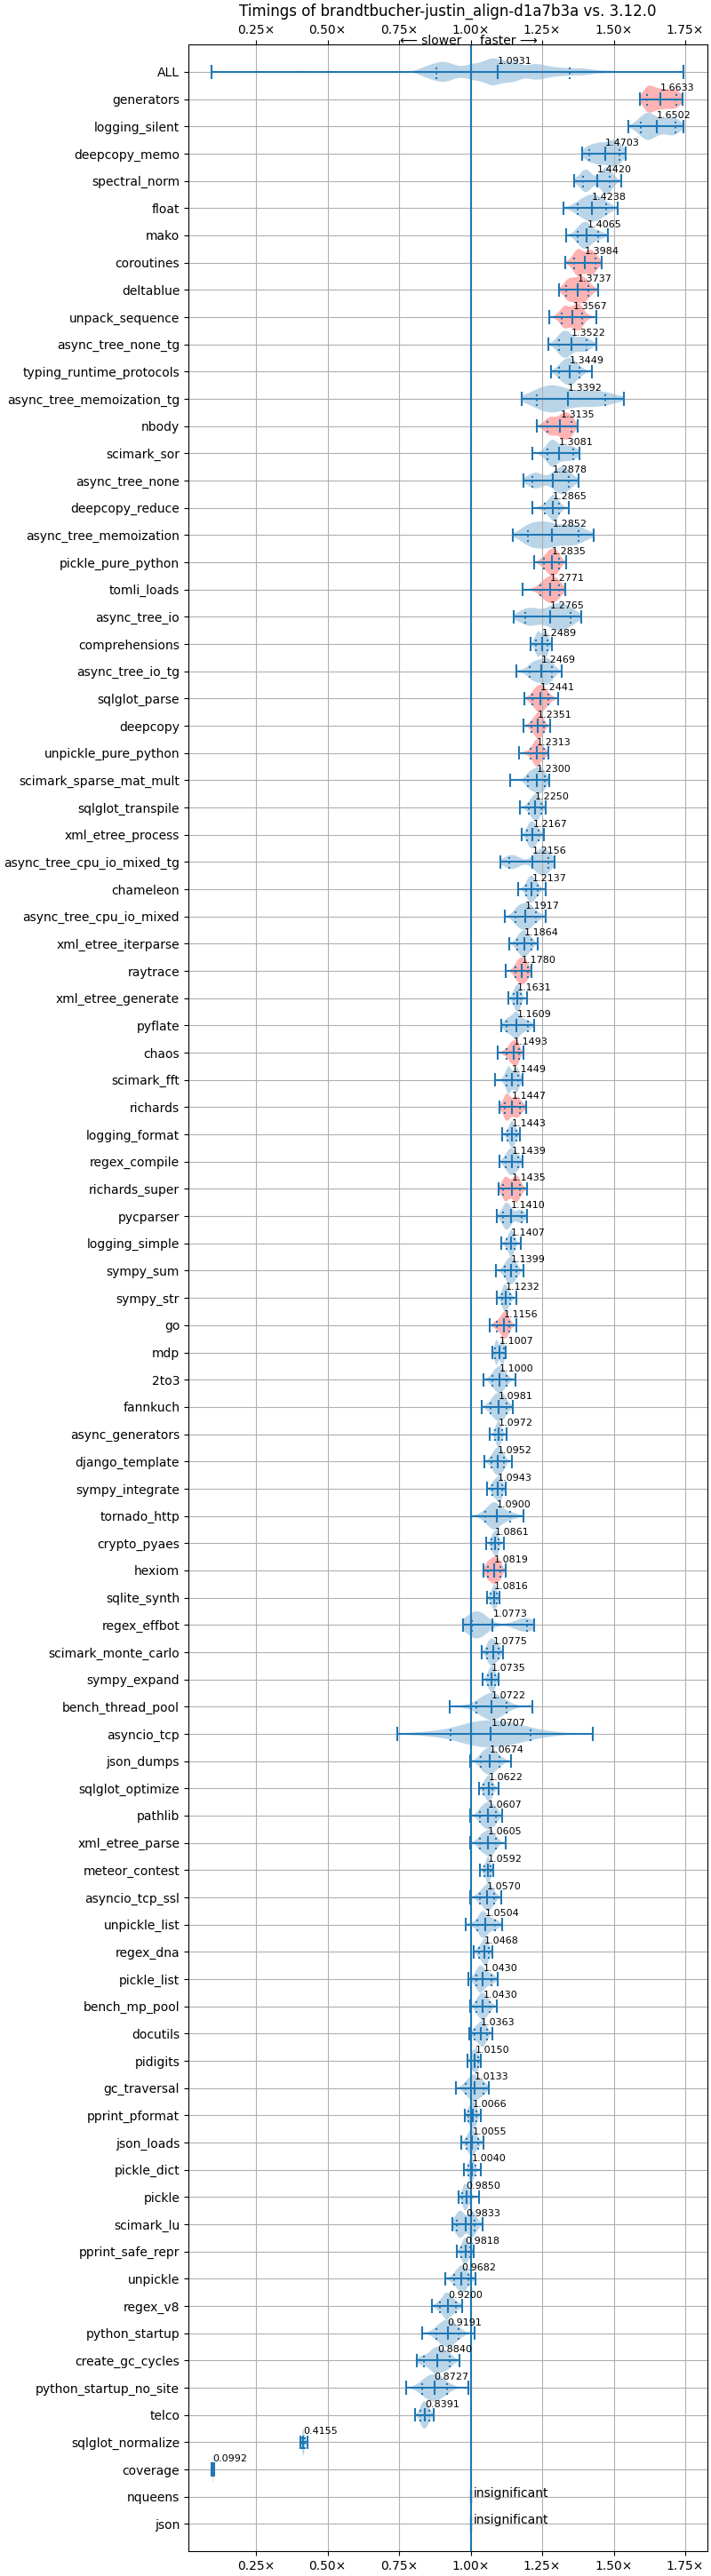 Timings of brandtbucher-justin_align-d1a7b3a vs. 3.12.0
0.25× 0.50× 0.75× 1.00× 1.25× 1.50× 1.75×
⟵ slower faster ⟶
ALL 1.0931
generators 1.6633
logging_silent 1.6502
deepcopy_memo 1.4703
spectral_norm 1.4420
float 1.4238
mako 1.4065
coroutines 1.3984
deltablue 1.3737
unpack_sequence 1.3567
async_tree_none_tg 1.3522
typing_runtime_protocols 1.3449
async_tree_memoization_tg 1.3392
nbody 1.3135
scimark_sor 1.3081
async_tree_none 1.2878
deepcopy_reduce 1.2865
async_tree_memoization 1.2852
pickle_pure_python 1.2835
tomli_loads 1.2771
async_tree_io 1.2765
comprehensions 1.2489
async_tree_io_tg 1.2469
sqlglot_parse 1.2441
deepcopy 1.2351
unpickle_pure_python 1.2313
scimark_sparse_mat_mult 1.2300
sqlglot_transpile 1.2250
xml_etree_process 1.2167
async_tree_cpu_io_mixed_tg 1.2156
chameleon 1.2137
async_tree_cpu_io_mixed 1.1917
xml_etree_iterparse 1.1864
raytrace 1.1780
xml_etree_generate 1.1631
pyflate 1.1609
chaos 1.1493
scimark_fft 1.1449
richards 1.1447
logging_format 1.1443
regex_compile 1.1439
richards_super 1.1435
pycparser 1.1410
logging_simple 1.1407
sympy_sum 1.1399
sympy_str 1.1232
go 1.1156
mdp 1.1007
2to3 1.1000
fannkuch 1.0981
async_generators 1.0972
django_template 1.0952
sympy_integrate 1.0943
tornado_http 1.0900
crypto_pyaes 1.0861
hexiom 1.0819
sqlite_synth 1.0816
regex_effbot 1.0773
scimark_monte_carlo 1.0775
sympy_expand 1.0735
bench_thread_pool 1.0722
asyncio_tcp 1.0707
json_dumps 1.0674
sqlglot_optimize 1.0622
pathlib 1.0607
xml_etree_parse 1.0605
meteor_contest 1.0592
asyncio_tcp_ssl 1.0570
unpickle_list 1.0504
regex_dna 1.0468
pickle_list 1.0430
bench_mp_pool 1.0430
docutils 1.0363
pidigits 1.0150
gc_traversal 1.0133
pprint_pformat 1.0066
json_loads 1.0055
pickle_dict 1.0040
pickle 0.9850
scimark_lu 0.9833
pprint_safe_repr 0.9818
unpickle 0.9682
regex_v8 0.9200
python_startup 0.9191
create_gc_cycles 0.8840
python_startup_no_site 0.8727
telco 0.8391
sqlglot_normalize 0.4155
coverage 0.0992
nqueens insignificant
json insignificant
0.25× 0.50× 0.75× 1.00× 1.25× 1.50× 1.75×